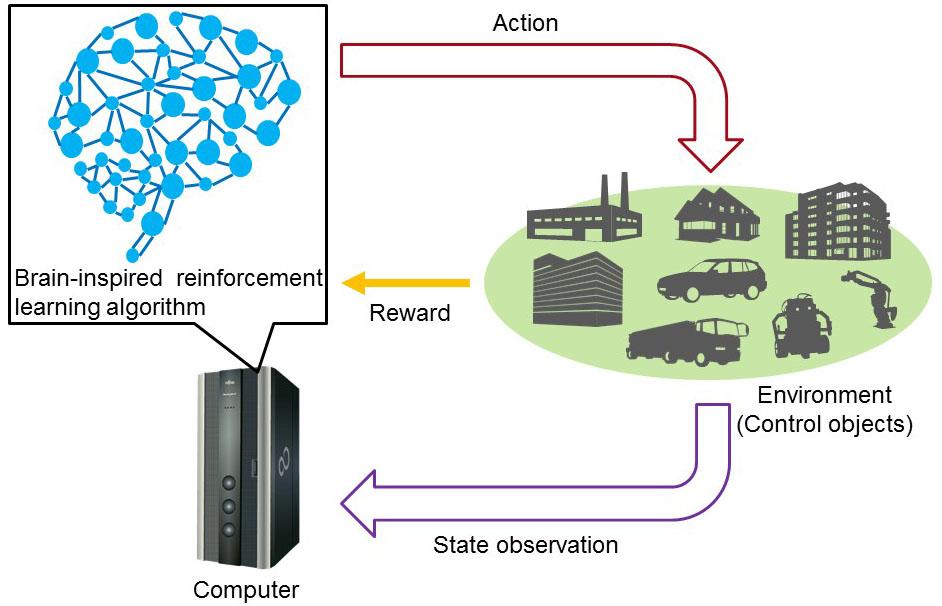 Action
Brain-inspired reinforcement
learning algorithm
Reward
Environment
(Control objects)
State observation
Computer